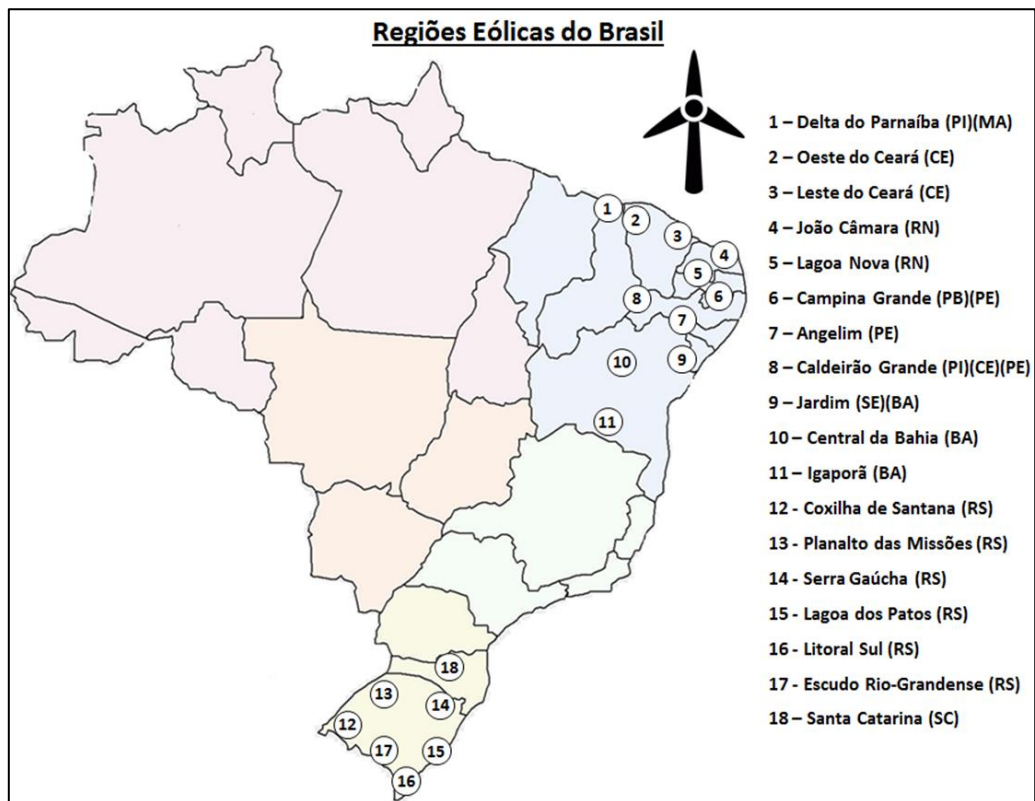 Regiões Eólicas do Brasil
1 – Delta do Parnaíba (PI)(MA)
2 – Oeste do Ceará (CE)
3 – Leste do Ceará (CE)
4 – João Câmara (RN)
5 – Lagoa Nova (RN)
6 – Campina Grande (PB)(PE)
7 – Angelim (PE)
8 – Caldeirão Grande (PI)(CE)(PE)
9 – Jardim (SE)(BA)
10 – Central da Bahia (BA)
11 – Igaporã (BA)
12 - Coxilha de Santana (RS)
13 - Planalto das Missões (RS)
14 - Serra Gaúcha (RS)
15 - Lagoa dos Patos (RS)
16 - Litoral Sul (RS)
17 - Escudo Rio-Grandense (RS)
18 – Santa Catarina (SC)
1
2
3
4
5
6
8
7
9
10
11
18
13
14
12
17
15
16